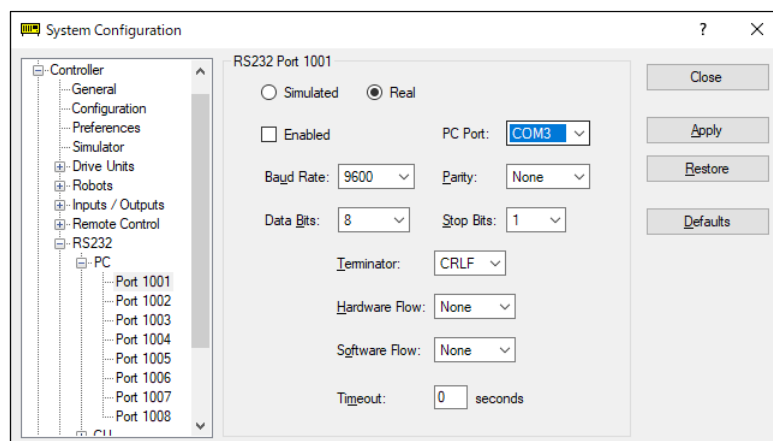 System Configuration
?
Controller
General
Configuration
Preferences
Simulator
Drive Units
Robots
Inputs / Outputs
Remote Control
RS232
PC
Port 1001
Port 1002
Port 1003
Port 1004
Port 1005
Port 1006
Port 1007
Port 1008
RS232 Port 1001
Simulated Real
Enabled PC Port: COM3
Baud Rate: 9600 Parity: None
Data Bits: 8 Stop Bits: 1
Terminator: CRLF
Hardware Flow: None
Software Flow: None
Timeout: 0 seconds
Close
Apply
Restore
Defaults